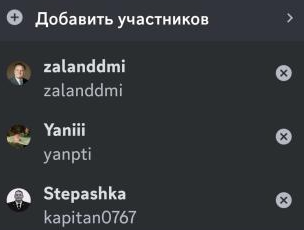 Добавить участников
zalanddmi
zalanddmi
Yaniii
yanpti
Stepashka
kapitan0767